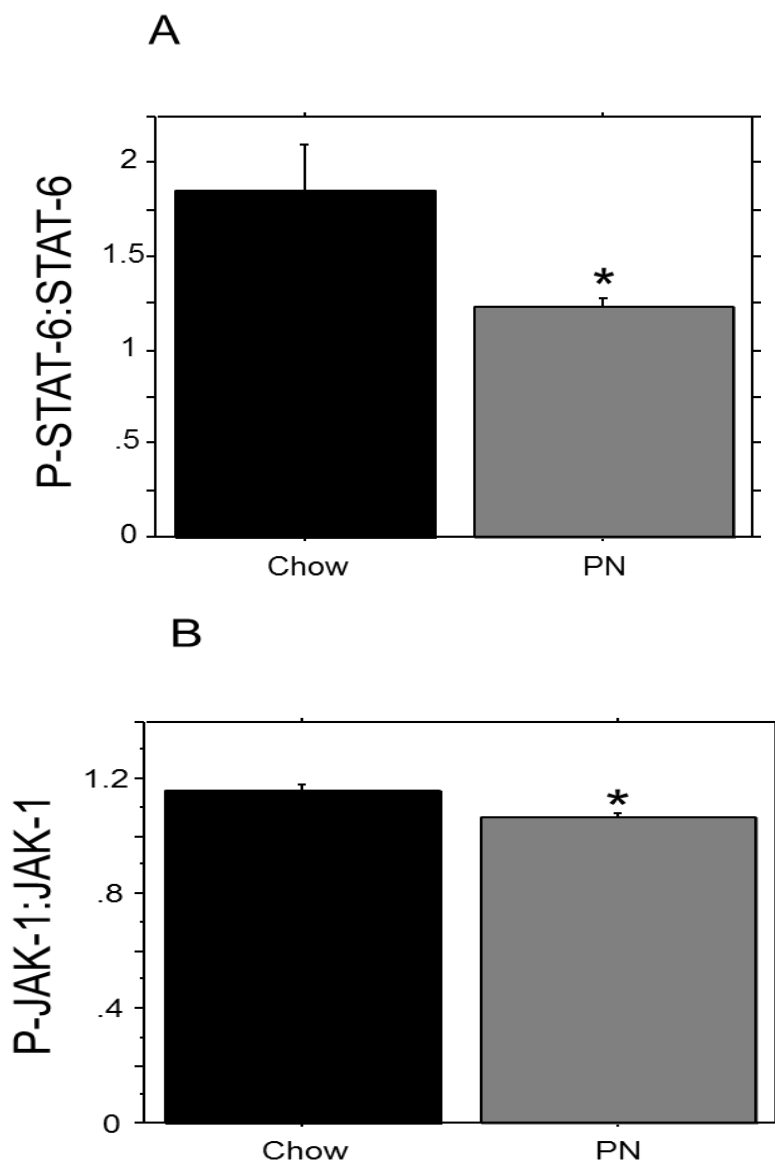 A
P-STAT-6:STAT-6
2
1.5
*
1
.5
0
Chow PN
B
P-JAK-1:JAK-1
1.2
*
.8
.4
0
Chow PN